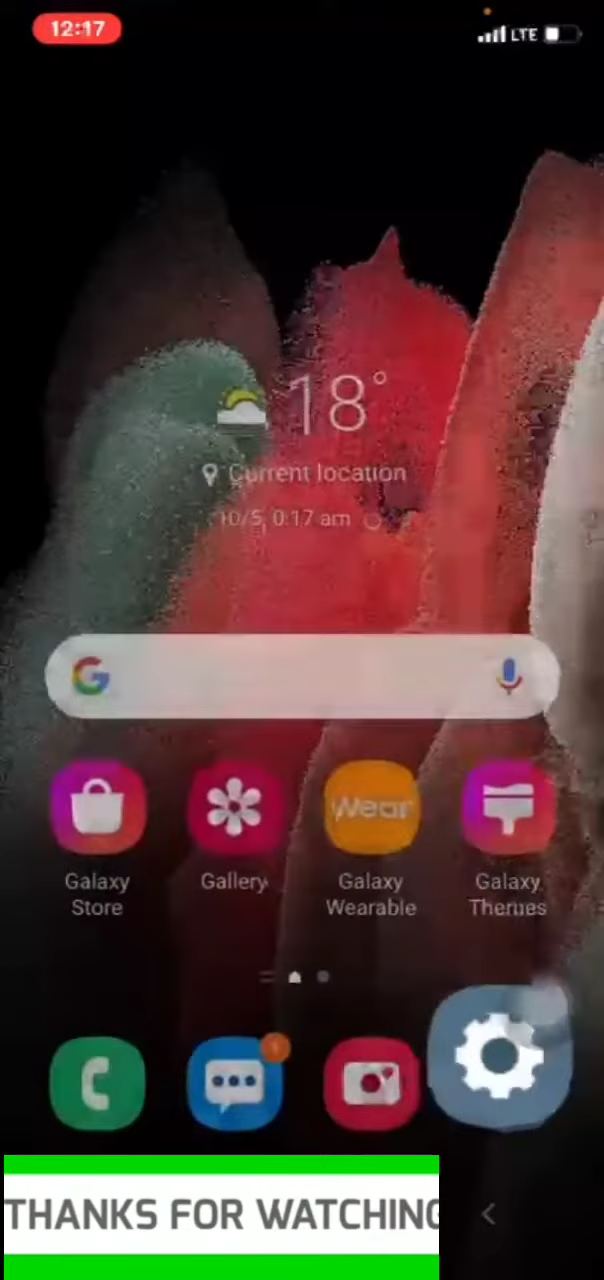 12:17
LTE
18°
Current location
10/5, 0:17 am
Wear
Galaxy Store
Gallery
Galaxy Wearable
Galaxy Themes
THANKS FOR WATCHING